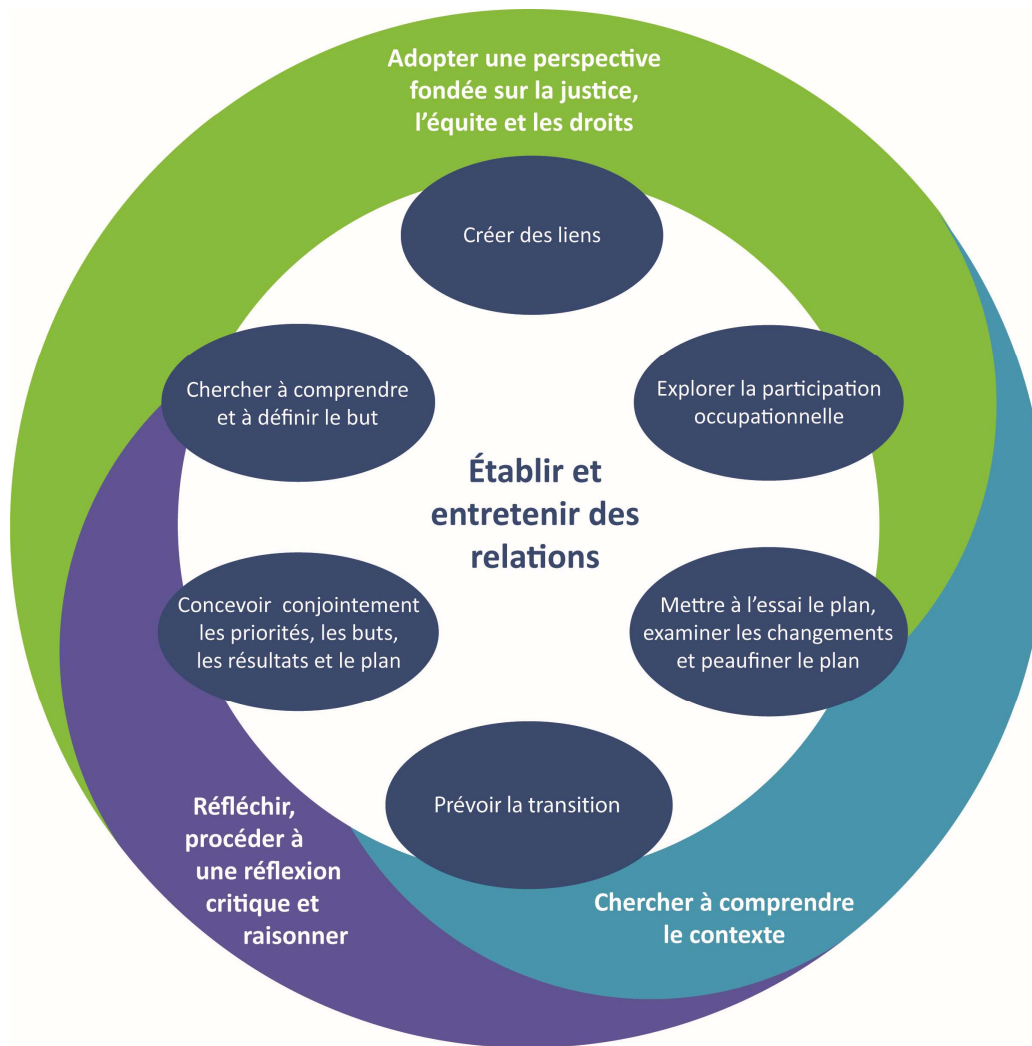 Adopter une perspective
fondée sur la justice,
l'équite et les droits
Créer des liens
Chercher à comprendre
et à définir le but
Explorer la participation
occupationnelle
Établir et
entretenir des
relations
Concevoir conjointement
les priorités, les buts,
les résultats et le plan
Mettre à l'essai le plan,
examiner les changements
et peaufiner le plan
Prévoir la transition
Réfléchir,
procéder à
une réflexion
critique et
raisonner
Chercher à comprendre
le contexte